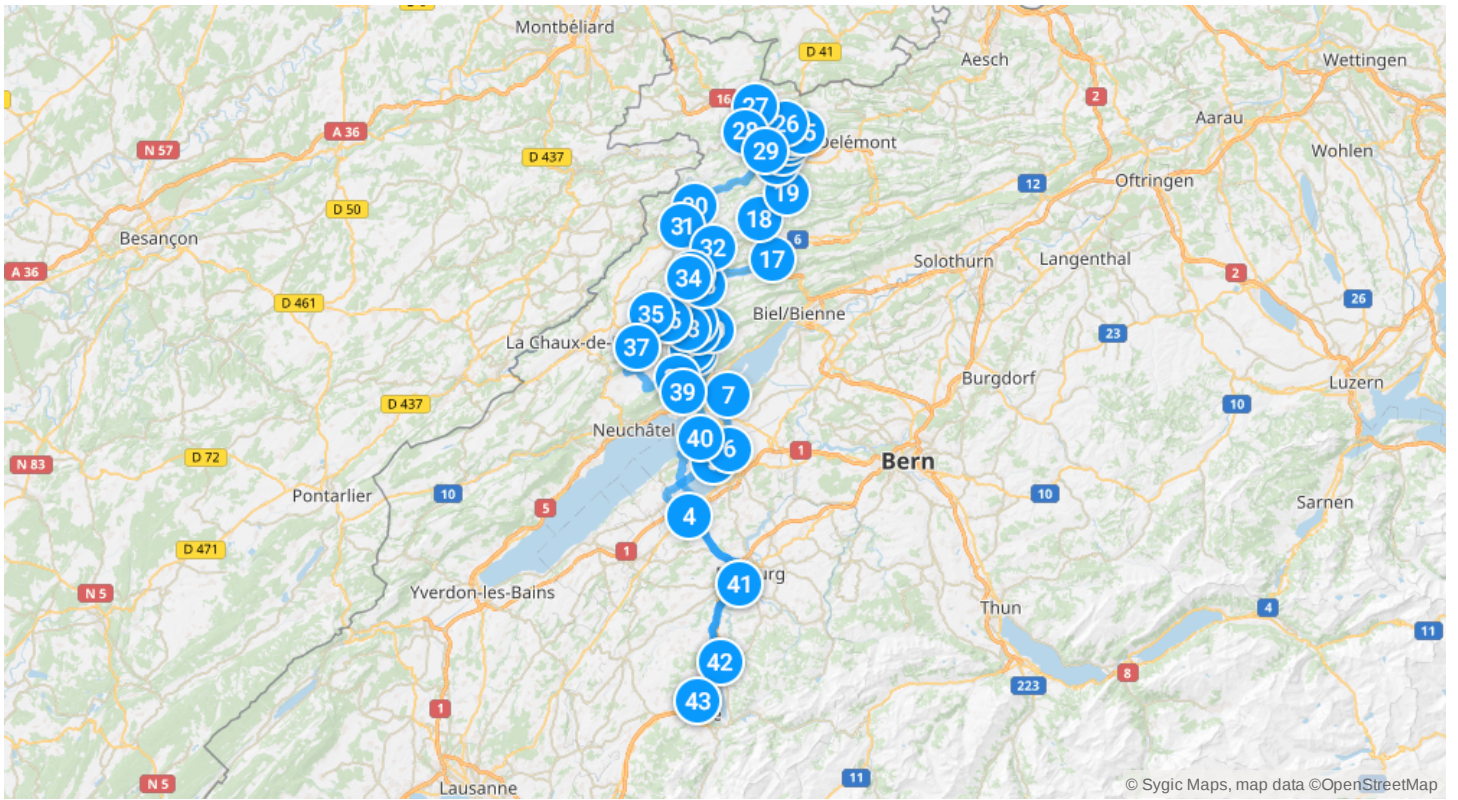 Montbéliard
D 41
Aesch
Wettingen
16
27
2
N 57
A 36
28
26
5
Aarau
Delémont
Wohlen
D 437
29
Oftringen
12
19
D 50
30
18
31
Besançon
32
6
17
Solothurn
Langenthal
A 36
34
2
D 461
26
35
Biel/Bienne
La Chaux-de-
37
23
39
7
Burgdorf
Luzern
D 437
10
Neuchâtel
40
6
D 72
1
Bern
N 83
Pontarlier
10
10
Sarnen
5
4
D 471
1
41
urg
N 5
Yverdon-les-Bains
Thun
4
11
42
8
223
43
1
N 5
Lausanne
11
© Sygic Maps, map data ©OpenStreetMap